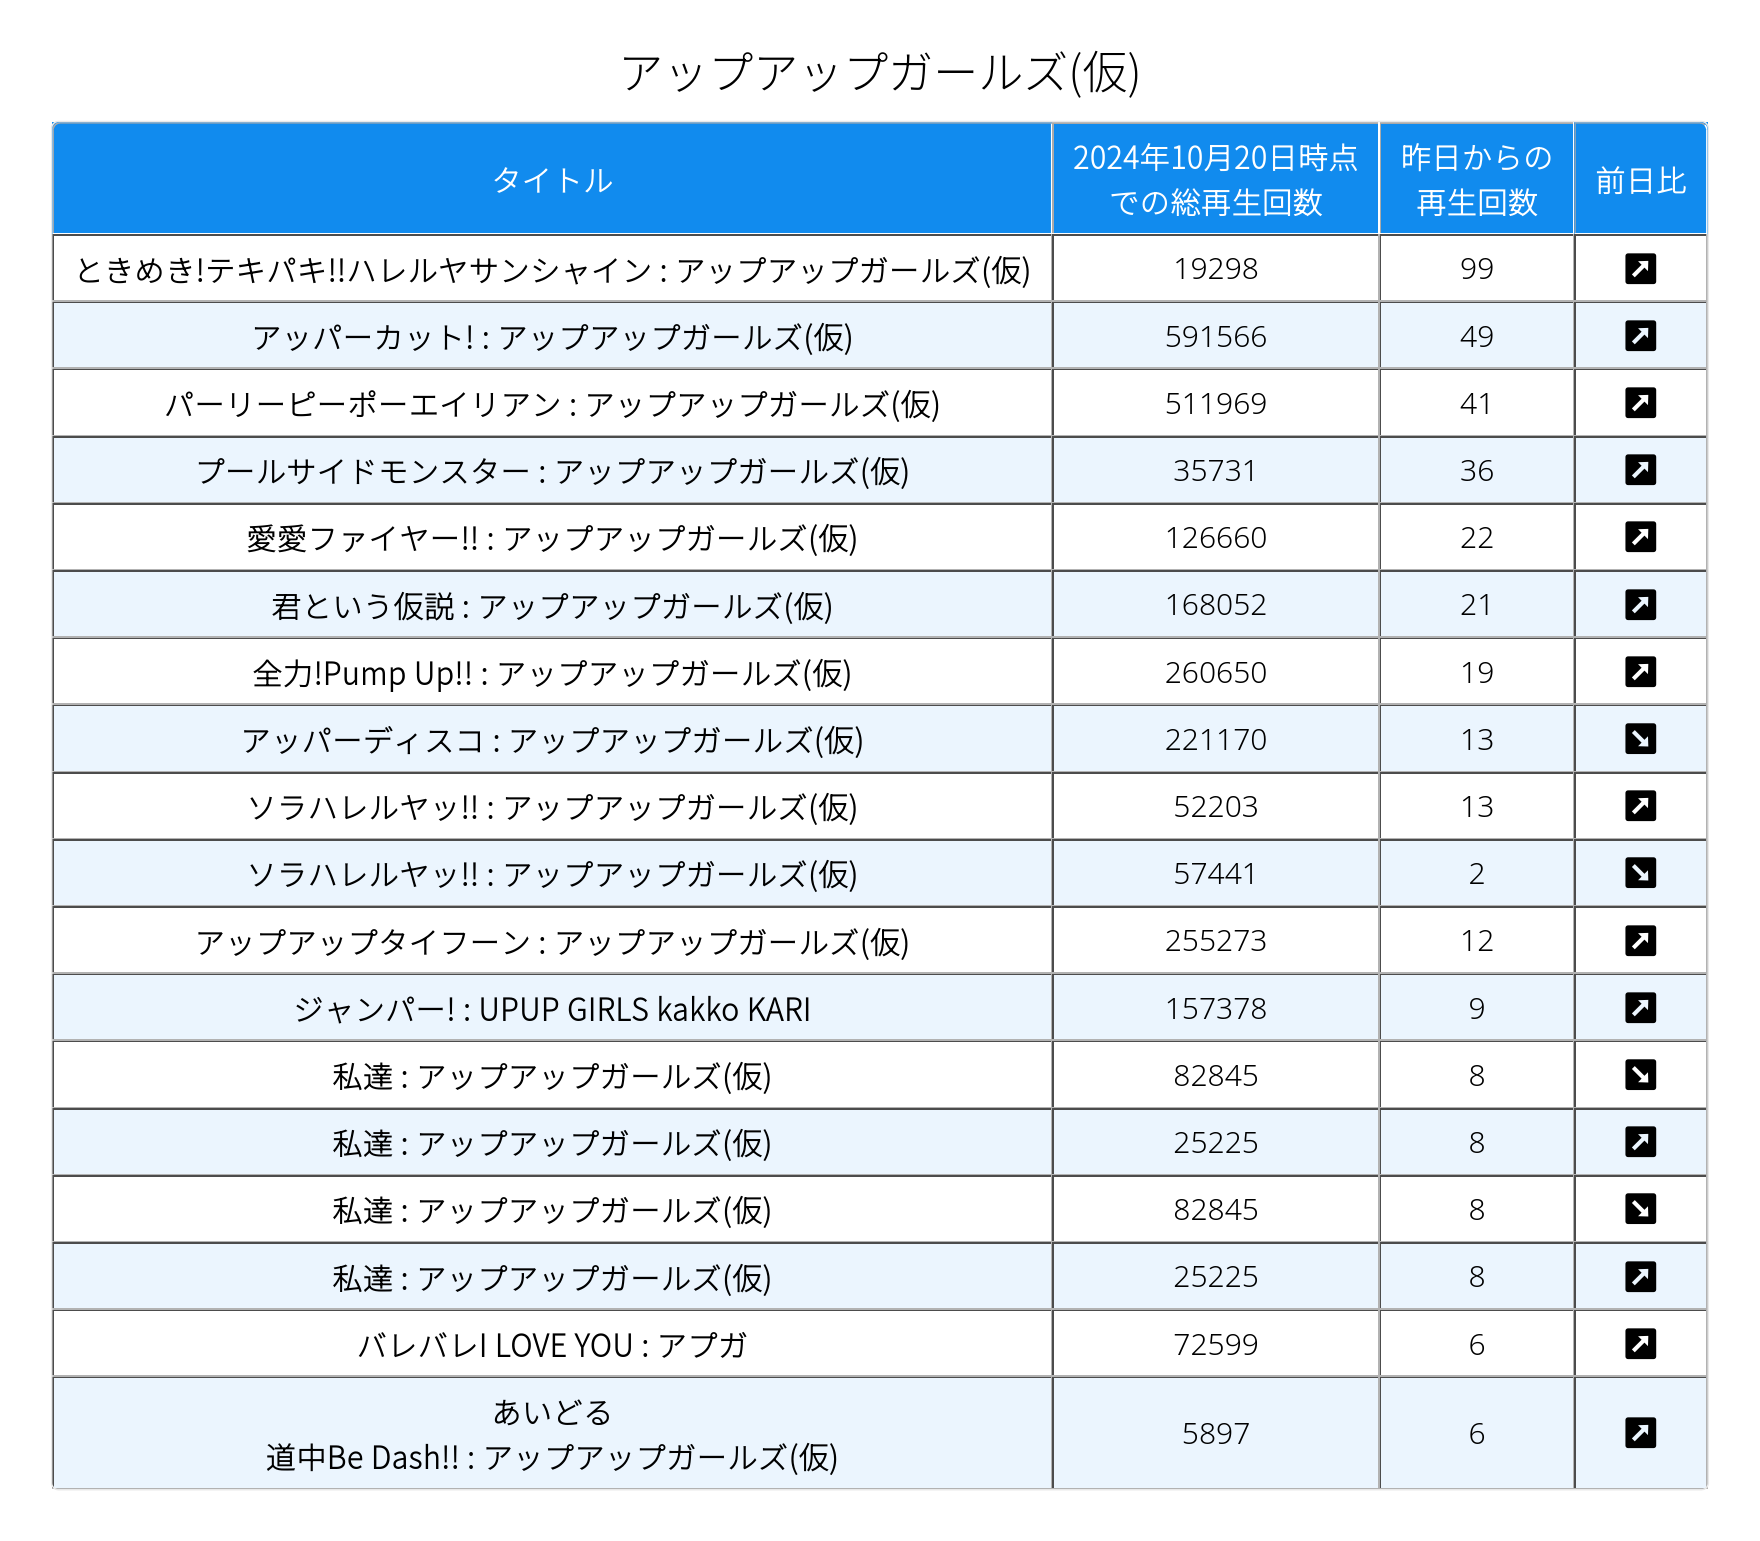 アップアップガールズ(仮)
タイトル
2024年10月20日時点
での総再生回数
昨日からの
再生回数
前日比
ときめき!テキパキ!!ハレルヤサンシャイン : アップアップガールズ(仮) 19298 99
アッパーカット! : アップアップガールズ(仮) 591566 49
パーリーピーポーエイリアン : アップアップガールズ(仮) 511969 41
プールサイドモンスター : アップアップガールズ(仮) 35731 36
愛愛ファイヤー!! : アップアップガールズ(仮) 126660 22
君という仮説 : アップアップガールズ(仮) 168052 21
全力!Pump Up!! : アップアップガールズ(仮) 260650 19
アッパーディスコ : アップアップガールズ(仮) 221170 13
ソラハレルヤッ!! : アップアップガールズ(仮) 52203 13
ソラハレルヤッ!! : アップアップガールズ(仮) 57441 2
アップアップタイフーン : アップアップガールズ(仮) 255273 12
ジャンパー! : UPUP GIRLS kakko KARI 157378 9
私達 : アップアップガールズ(仮) 82845 8
私達 : アップアップガールズ(仮) 25225 8
私達 : アップアップガールズ(仮) 82845 8
私達 : アップアップガールズ(仮) 25225 8
バレバレI LOVE YOU : アプガ 72599 6
あいどる
道中Be Dash!! : アップアップガールズ(仮) 5897 6